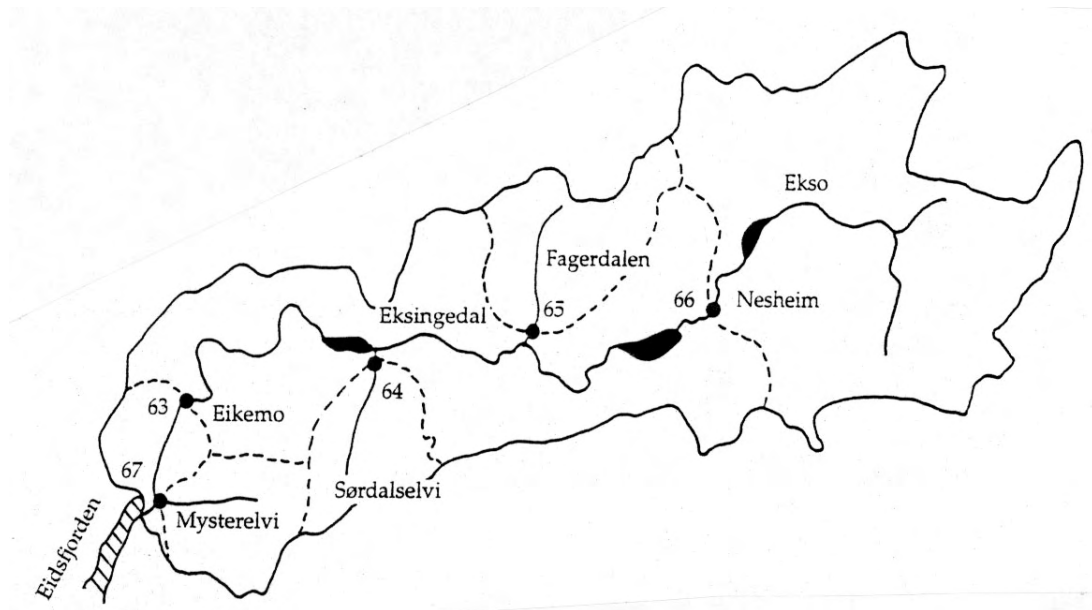 Ekso
Fagerdalen
65
66
Nesheim
Eksingedal
64
63
Eikemo
67
Sørdalselvi
Mysterelvi
Eidsfjorden